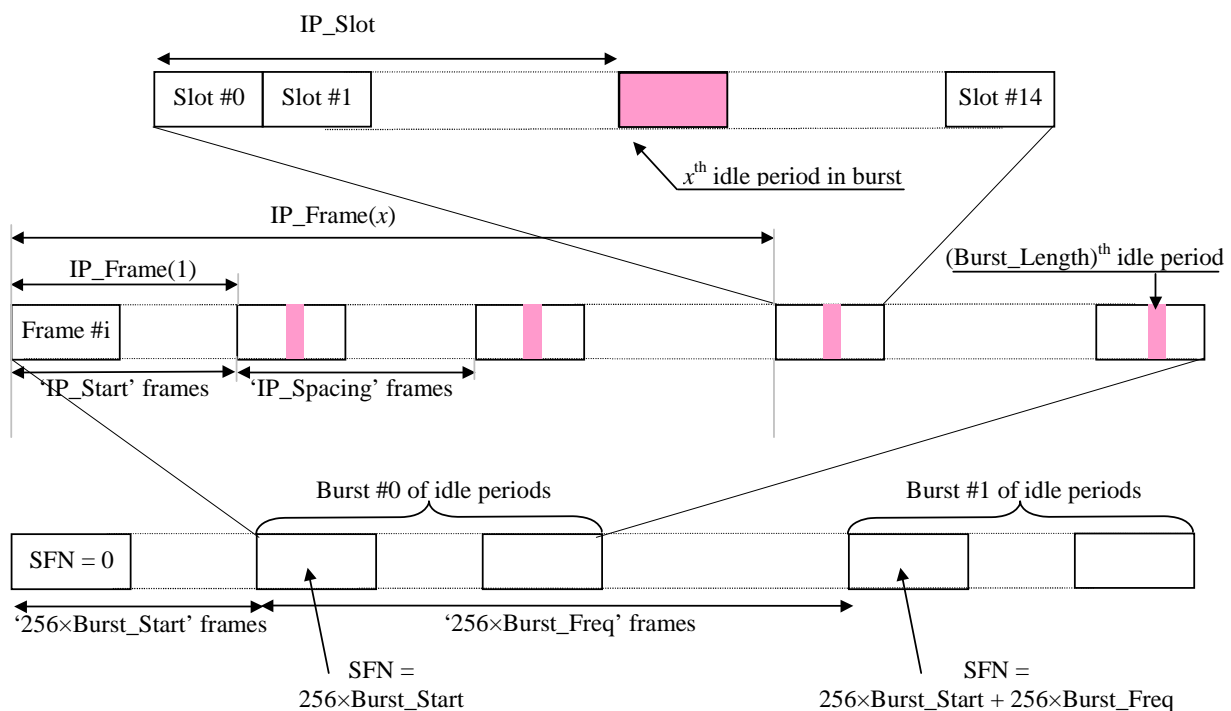 IP_Slot
Slot #0 Slot #1 Slot #14
xth idle period in burst
IP_Frame(x)
IP_Frame(1)
(Burst_Length)th idle period
Frame #i
‘IP_Start’ frames ‘IP_Spacing’ frames
Burst #0 of idle periods Burst #1 of idle periods
SFN = 0
‘256×Burst_Start’ frames ‘256×Burst_Freq’ frames
SFN =
256×Burst_Start
SFN =
256×Burst_Start + 256×Burst_Freq